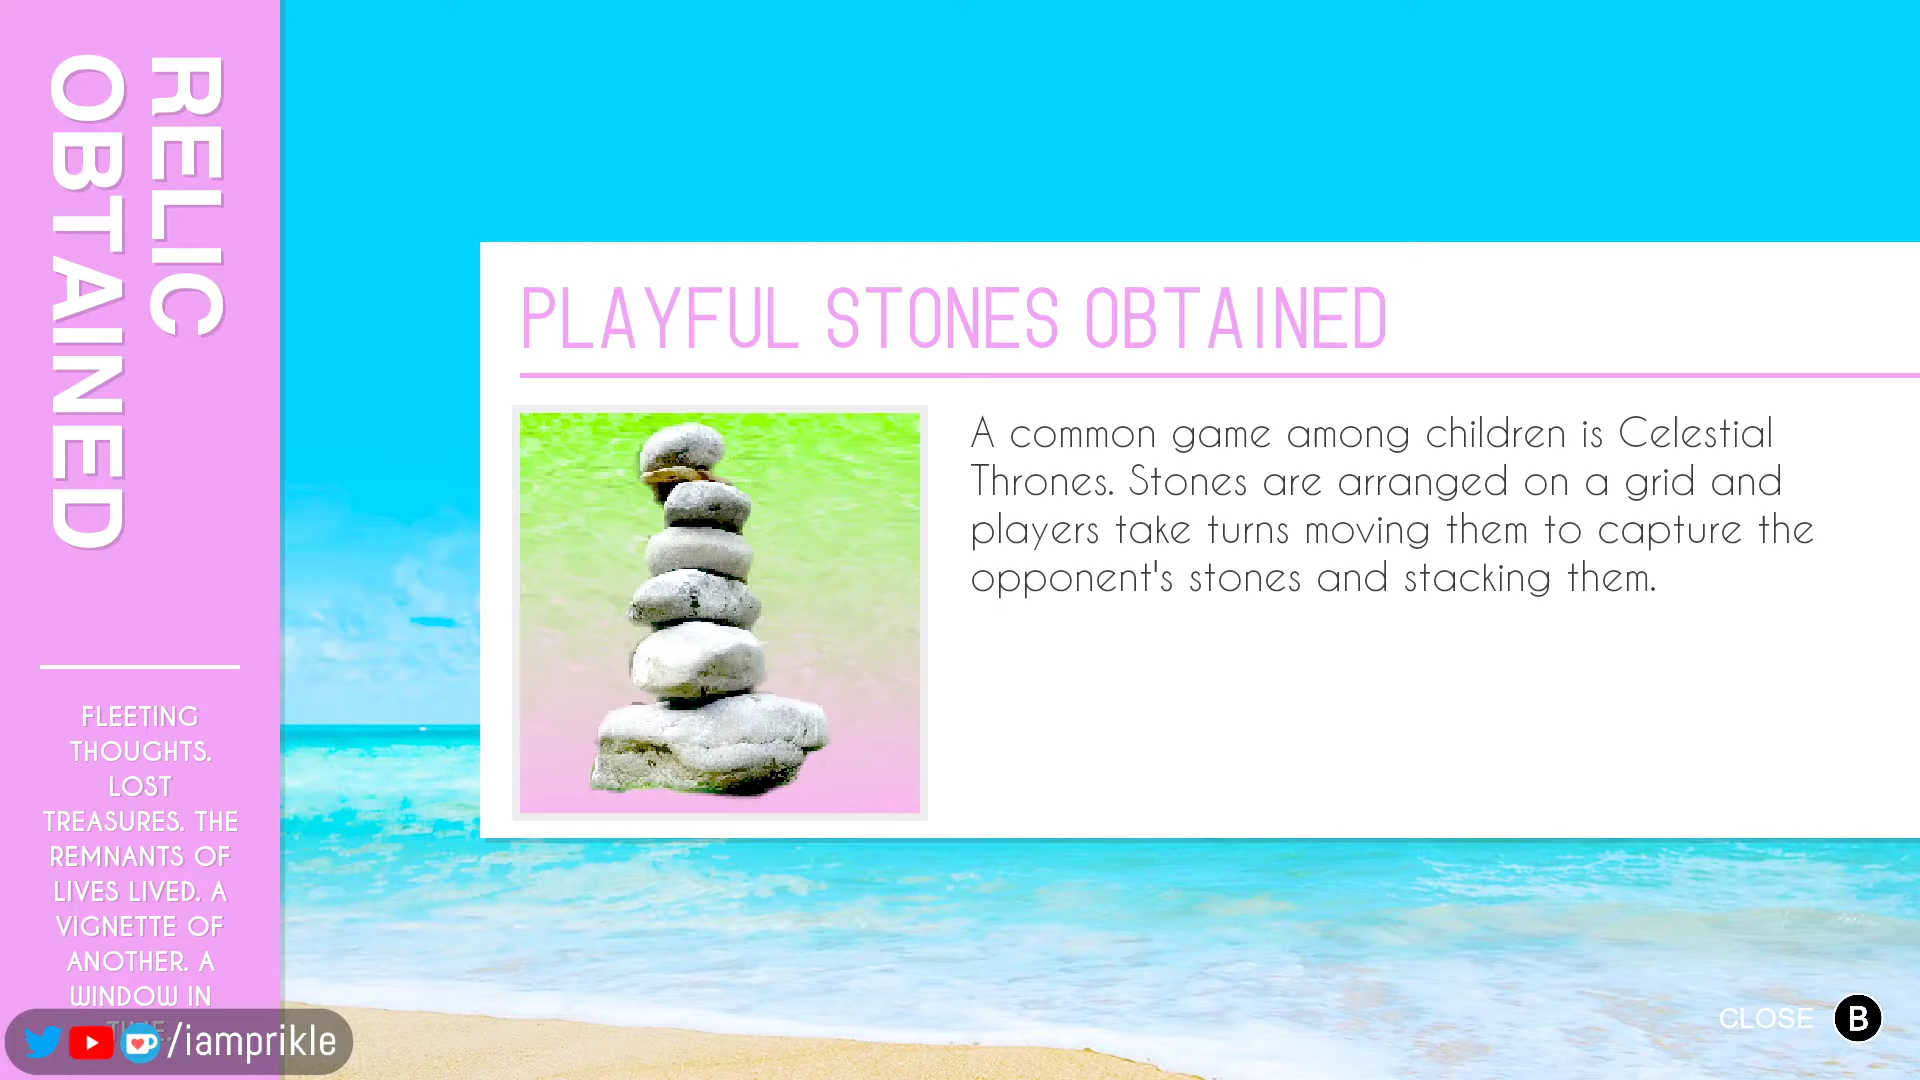 RELIC
OBTAINED
FLEETING
THOUGHTS.
LOST
TREASURES. THE
REMNANTS OF
LIVES LIVED. A
VIGNETTE OF
ANOTHER. A
WINDOW IN
TIME.
/iamprikle
PLAYFUL STONES OBTAINED
A common game among children is Celestial
Thrones. Stones are arranged on a grid and
players take turns moving them to capture the
opponent's stones and stacking them.
CLOSE B